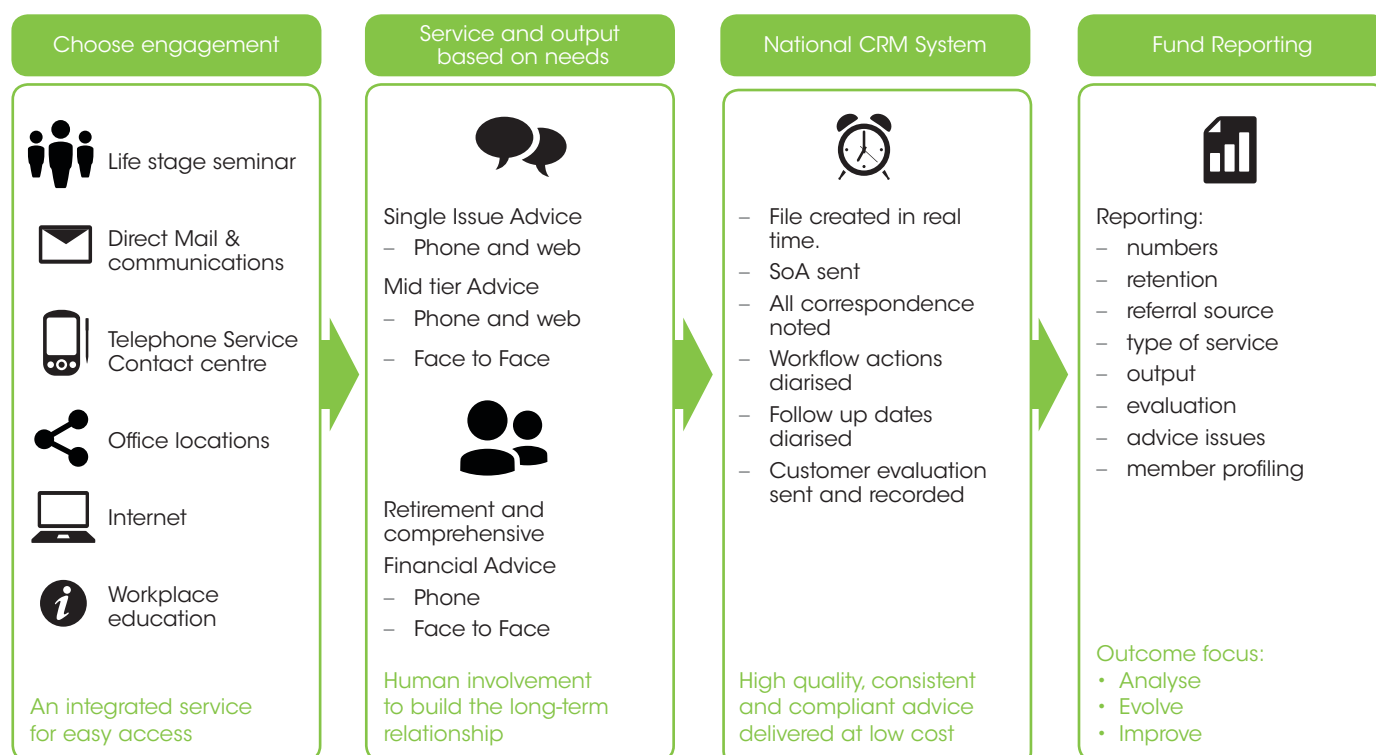 Choose engagement
Life stage seminar
Direct Mail &
communications
Telephone Service
Contact centre
Office locations
Internet
Workplace
education
An integrated service
for easy access
Service and output
based on needs
Single Issue Advice
– Phone and web
Mid tier Advice
– Phone and web
– Face to Face
Retirement and
comprehensive
Financial Advice
– Phone
– Face to Face
Human involvement
to build the long-term
relationship
National CRM System
– File created in real
time.
– SoA sent
– All correspondence
noted
– Workflow actions
diarised
– Follow up dates
diarised
– Customer evaluation
sent and recorded
High quality, consistent
and compliant advice
delivered at low cost
Fund Reporting
Reporting:
– numbers
– retention
– referral source
– type of service
– output
– evaluation
– advice issues
– member profiling
Outcome focus:
• Analyse
• Evolve
• Improve